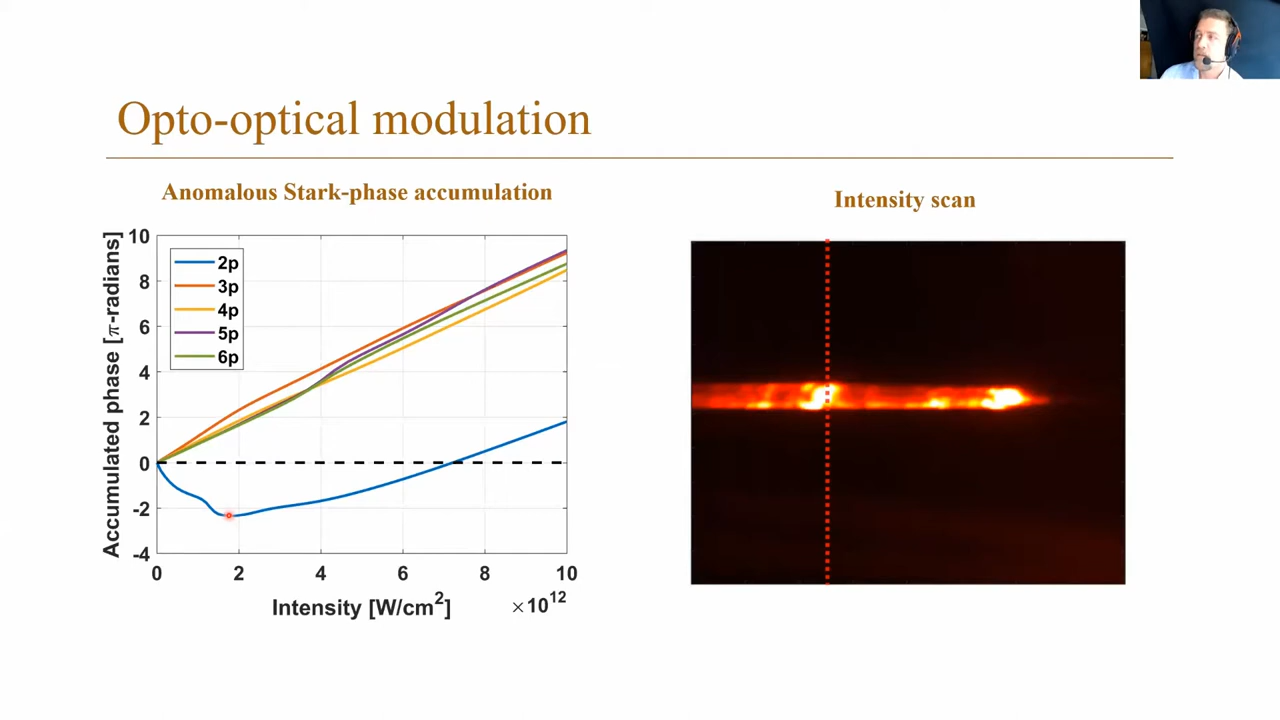 Opto-optical modulation
Anomalous Stark-phase accumulation
Intensity scan
Accumulated phase [π-radians]
10
8
6
4
2
0
-2
-4
2p
3p
4p
5p
6p
0 2 4 6 8 10
Intensity [W/cm²]
×10¹²